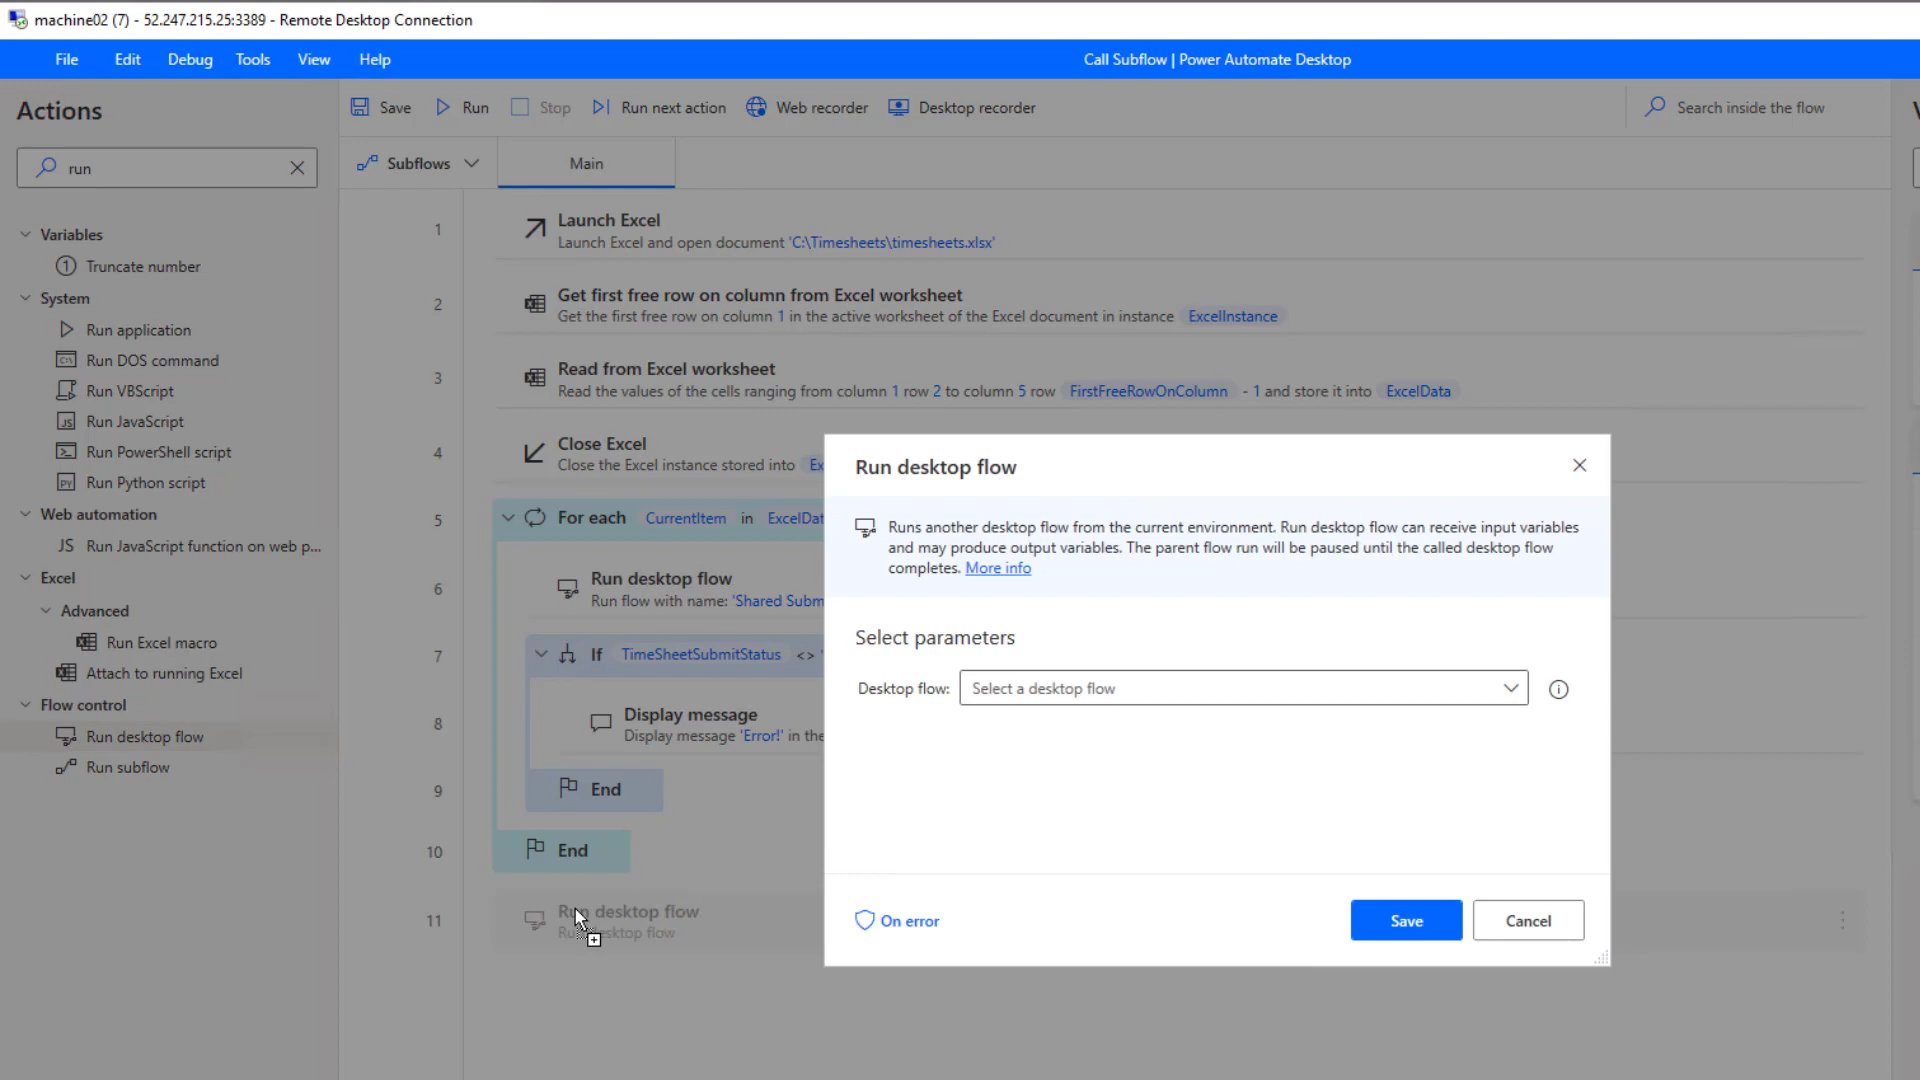 machine02 (7) - 52.247.215.25:3389 - Remote Desktop Connection
File Edit Debug Tools View Help
Call Subflow | Power Automate Desktop
Actions
Save Run Stop Run next action Web recorder Desktop recorder
Search inside the flow
run
Subflows
Main
Variables
Truncate number
System
Run application
Run DOS command
Run VBScript
Run JavaScript
Run PowerShell script
Run Python script
Web automation
JS Run JavaScript function on web p...
Excel
Advanced
Run Excel macro
Attach to running Excel
Flow control
Run desktop flow
Run subflow
1
Launch Excel
Launch Excel and open document 'C:\Timesheets\timesheets.xlsx'
2
Get first free row on column from Excel worksheet
Get the first free row on column 1 in the active worksheet of the Excel document in instance ExcelInstance
3
Read from Excel worksheet
Read the values of the cells ranging from column 1 row 2 to column 5 row FirstFreeRowOnColumn - 1 and store it into ExcelData
4
Close Excel
Close the Excel instance stored into Ex
5
For each CurrentItem in ExcelDat
6
Run desktop flow
Run flow with name: 'Shared Subm
7
If TimeSheetSubmitStatus <> '
8
Display message
Display message 'Error!' in the
9
End
10
End
11
Run desktop flow
desktop flow
Run desktop flow
Runs another desktop flow from the current environment. Run desktop flow can receive input variables
and may produce output variables. The parent flow run will be paused until the called desktop flow
completes. More info
Select parameters
Desktop flow: Select a desktop flow
On error
Save
Cancel